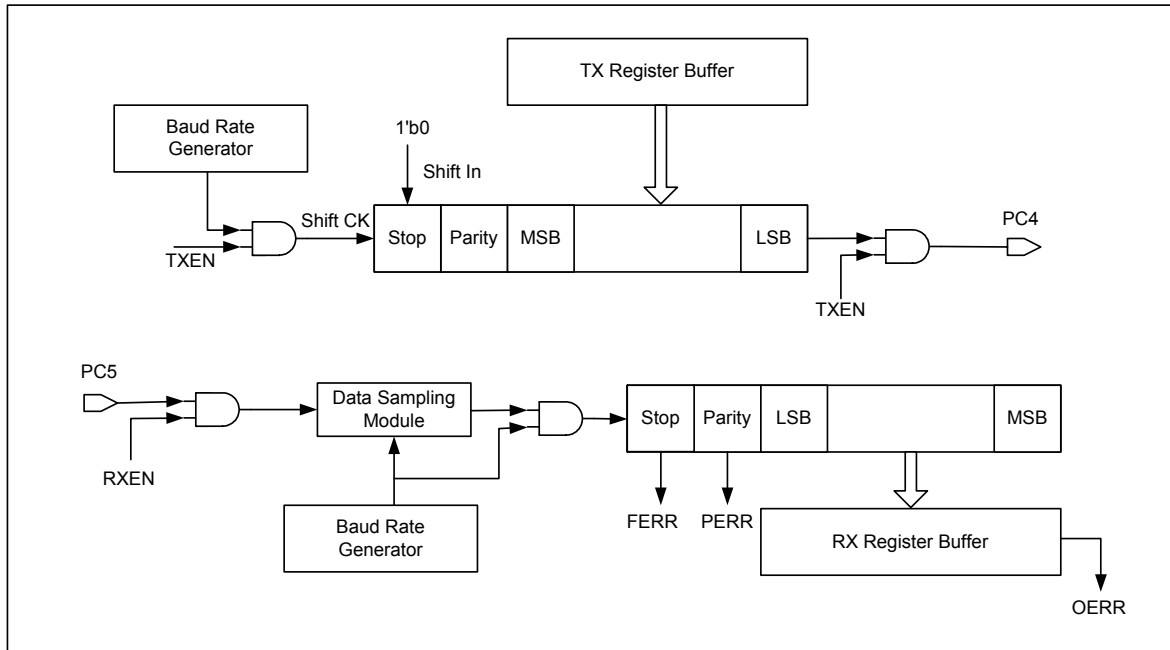 TX Register Buffer
Baud Rate
Generator
1'b0
Shift In
Shift CK
TXEN
Stop
Parity
MSB
LSB
PC4
TXEN
PC5
RXEN
Data Sampling
Module
Baud Rate
Generator
Stop
Parity
LSB
MSB
FERR
PERR
RX Register Buffer
OERR